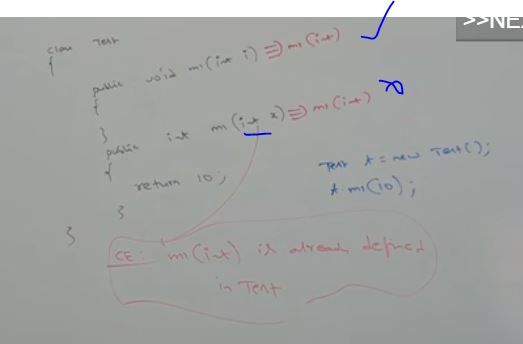 >>NE
class Test
{
public void m1(int i) ⇒ m1(int)
{
}
public int m1(int x) ⇒ m1(int)
{
return 10;
}
}
Test t = new Test();
t.m1(10);
CE: m1(int) is already defined
in Test